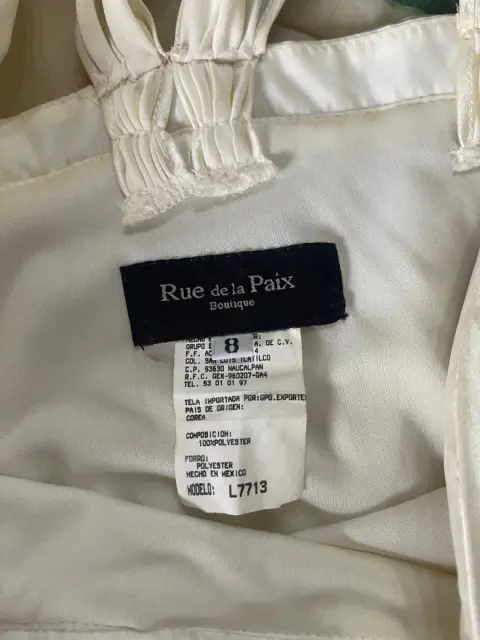 Rue de la Paix
Boutique
8
GRUPO E A. DE C.V.
F.F. 4
COL. SAN LUIS TLATILCO
C.P. 53630 NAUCALPAN
R.F.C. GEX-960207-GA4
TEL. 53 01 01 97
TELA IMPORTADA POR:GPO.EXPORTE
PAIS DE ORIGEN:
COREA
COMPOSICION:
100%POLYESTER
FORRO:
POLYESTER
HECHO EN MEXICO
MODELO: L7713